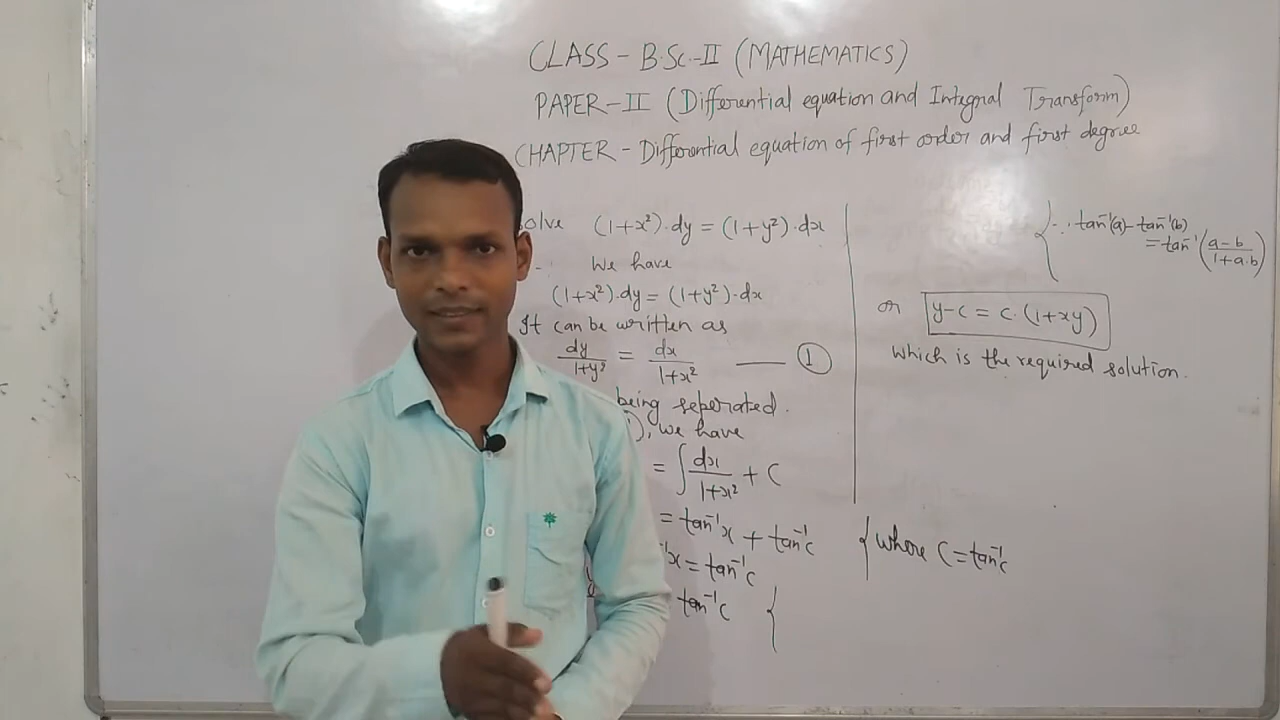 CLASS - B.Sc.-II (MATHEMATICS)
PAPER-II (Differential equation and Integral Transform)
CHAPTER - Differential equation of first order and first degree
olve (1+x²)·dy = (1+y²)·dx
We have
(1+x²)·dy = (1+y²)·dx
It can be written as
dy/1+y² = dx/1+x² —— ①
being seperated.
), we have
= ∫dx/1+x² + C
= tan⁻¹x + tan⁻¹c { where C = tan⁻¹c
⁻¹x = tan⁻¹c
tan⁻¹c {
{ ∵ tan⁻¹(a) - tan⁻¹(b)
= tan⁻¹(a-b/1+a·b)
or y-c = c·(1+xy)
which is the required solution.